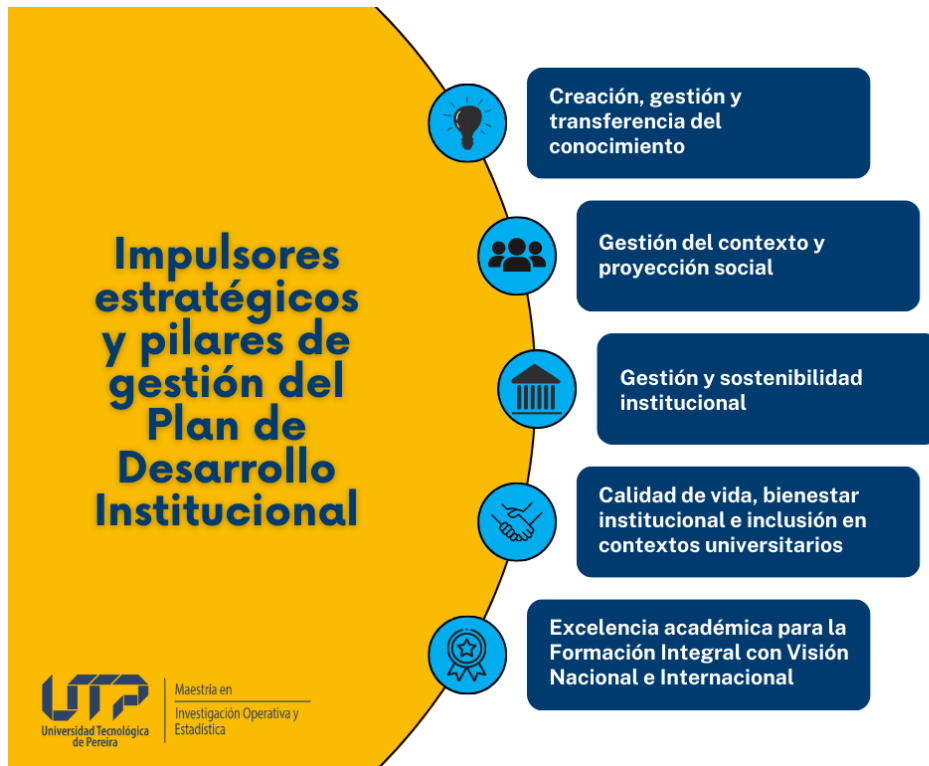 Impulsores
estratégicos
y pilares de
gestión del
Plan de
Desarrollo
Institucional
Creación, gestión y
transferencia del
conocimiento
Gestión del contexto y
proyección social
Gestión y sostenibilidad
institucional
Calidad de vida, bienestar
institucional e inclusión en
contextos universitarios
Excelencia académica para la
Formación Integral con Visión
Nacional e Internacional
UTP
Universidad Tecnológica
de Pereira
Maestría en
Investigación Operativa y
Estadística